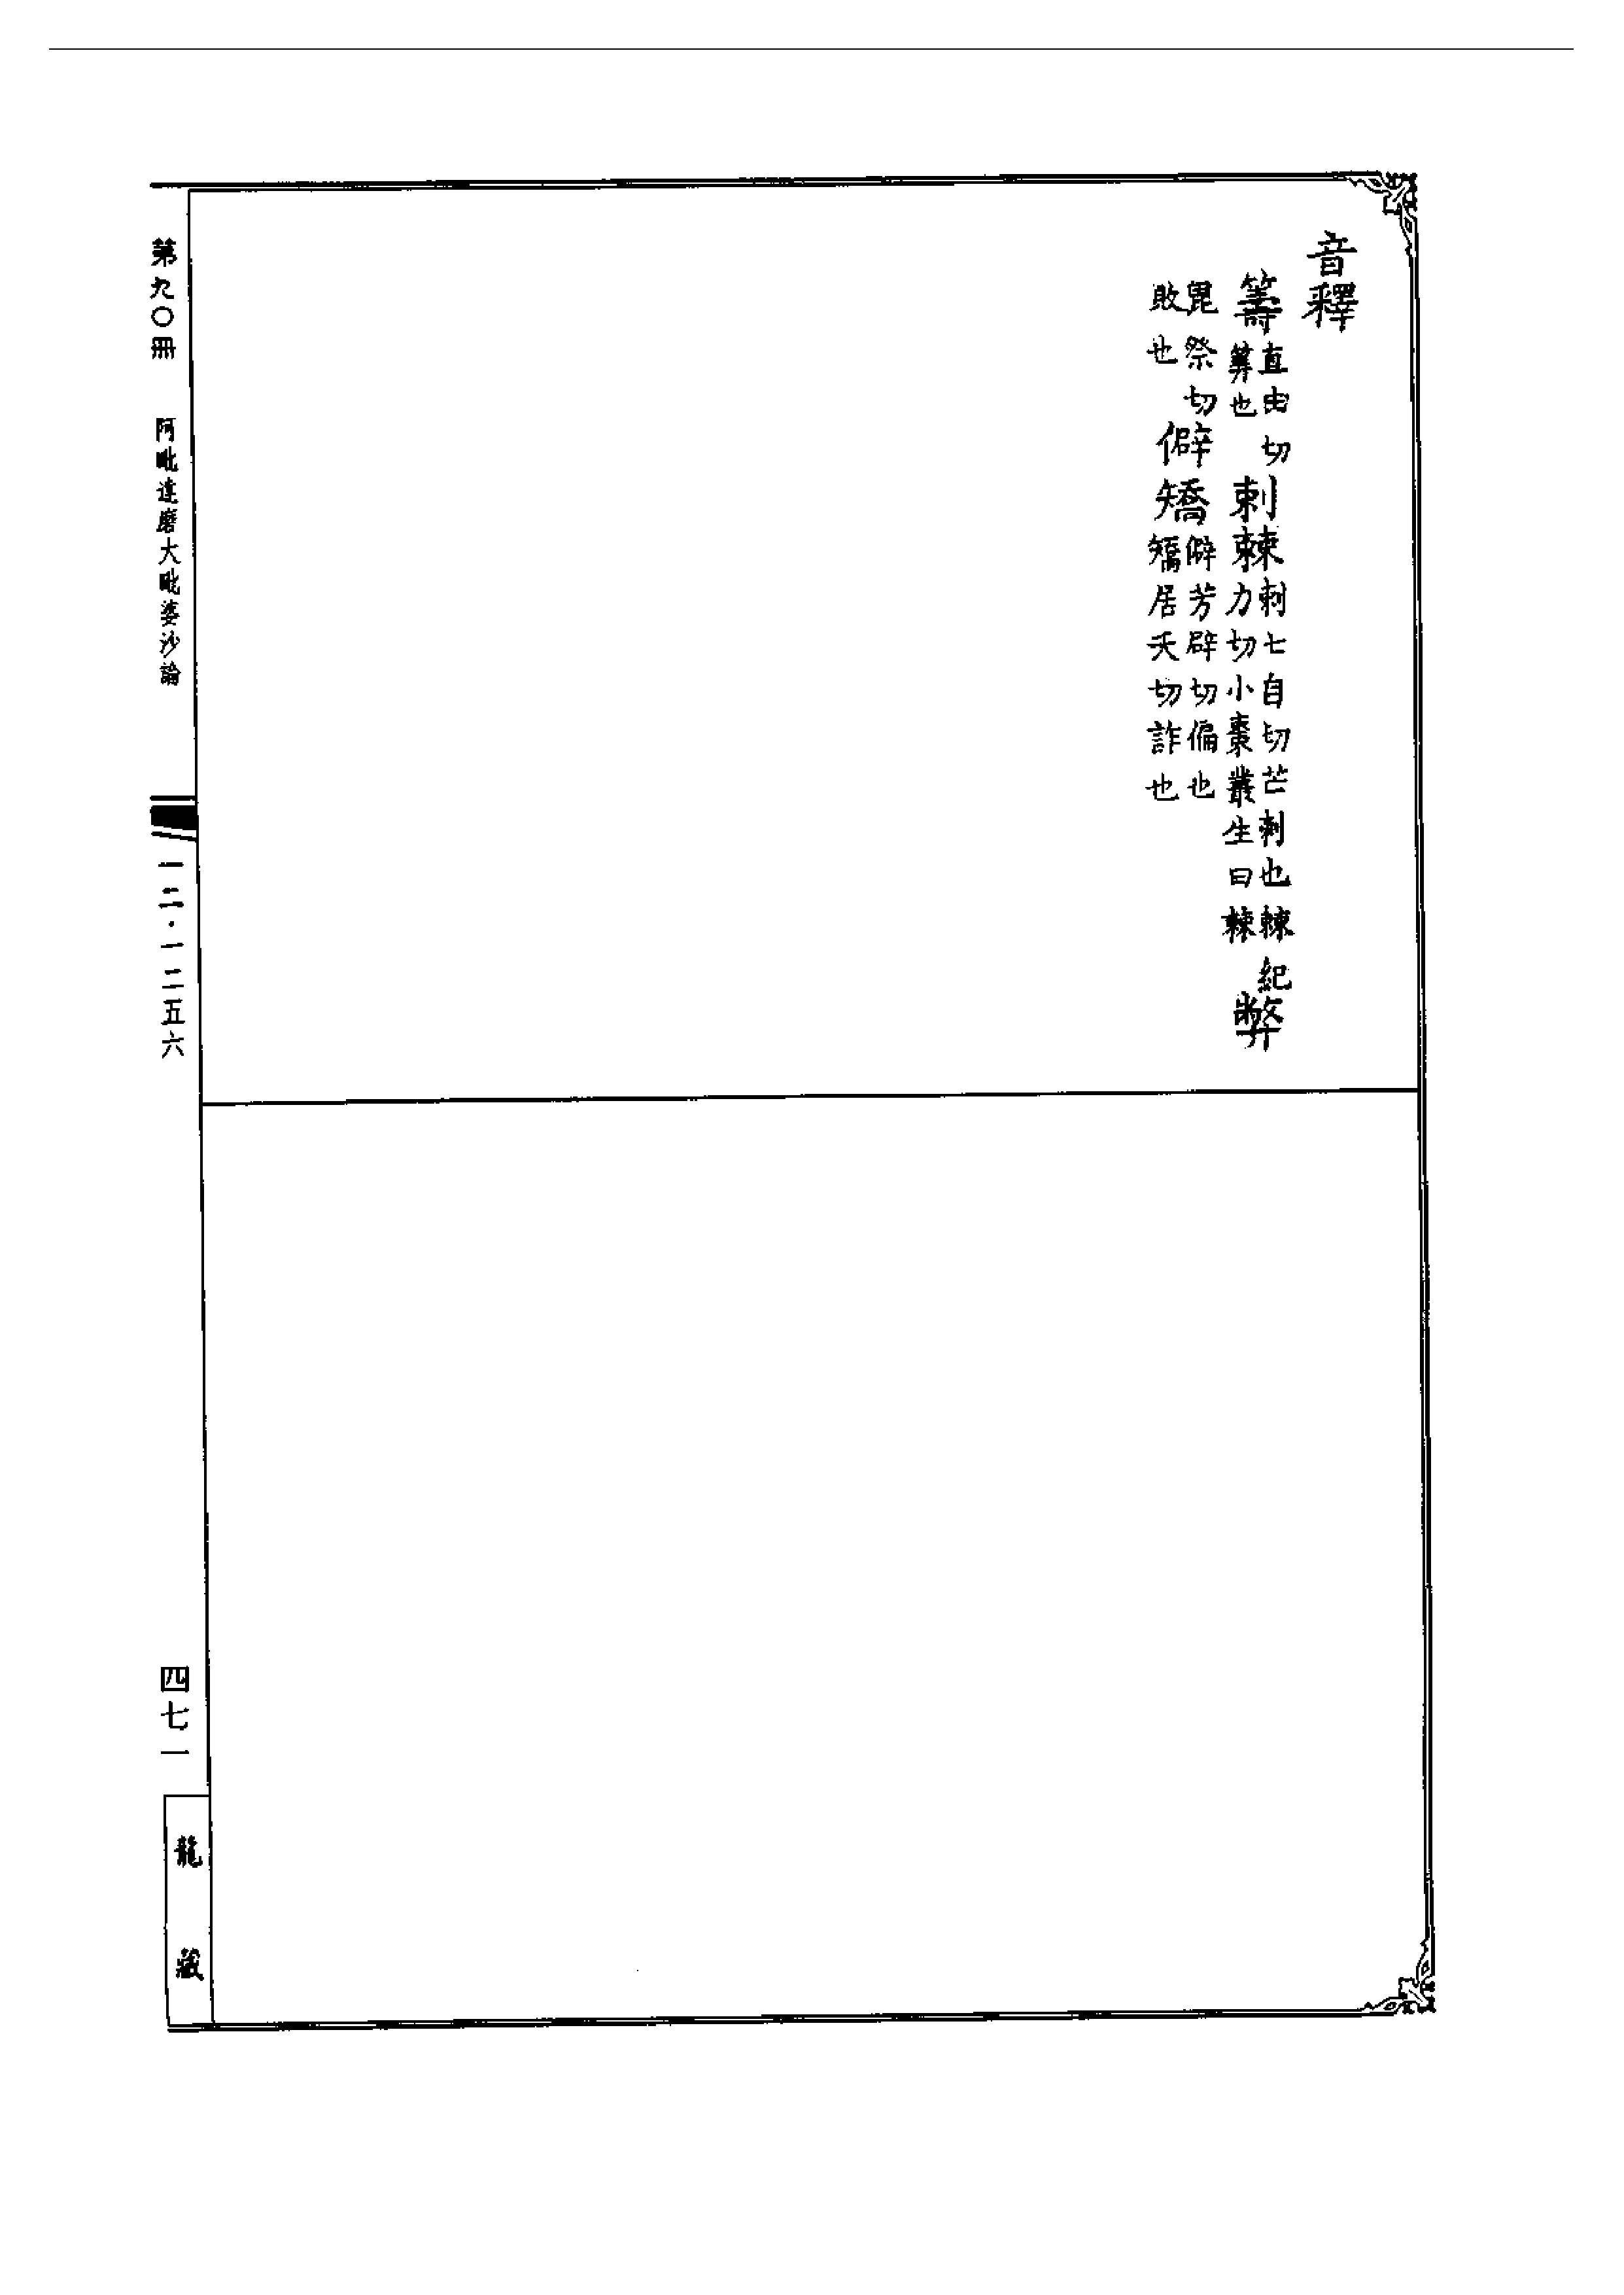 音釋
籌直由切筭也 刺棘刺七自切芒刺也棘紀力切小棗叢生曰棘 弊
毘祭切敗也 僻矯僻芳辟切偏也矯居夭切詐也
第九〇冊 阿毗達磨大毗婆沙論 一二·一二五六 四七一 龍藏